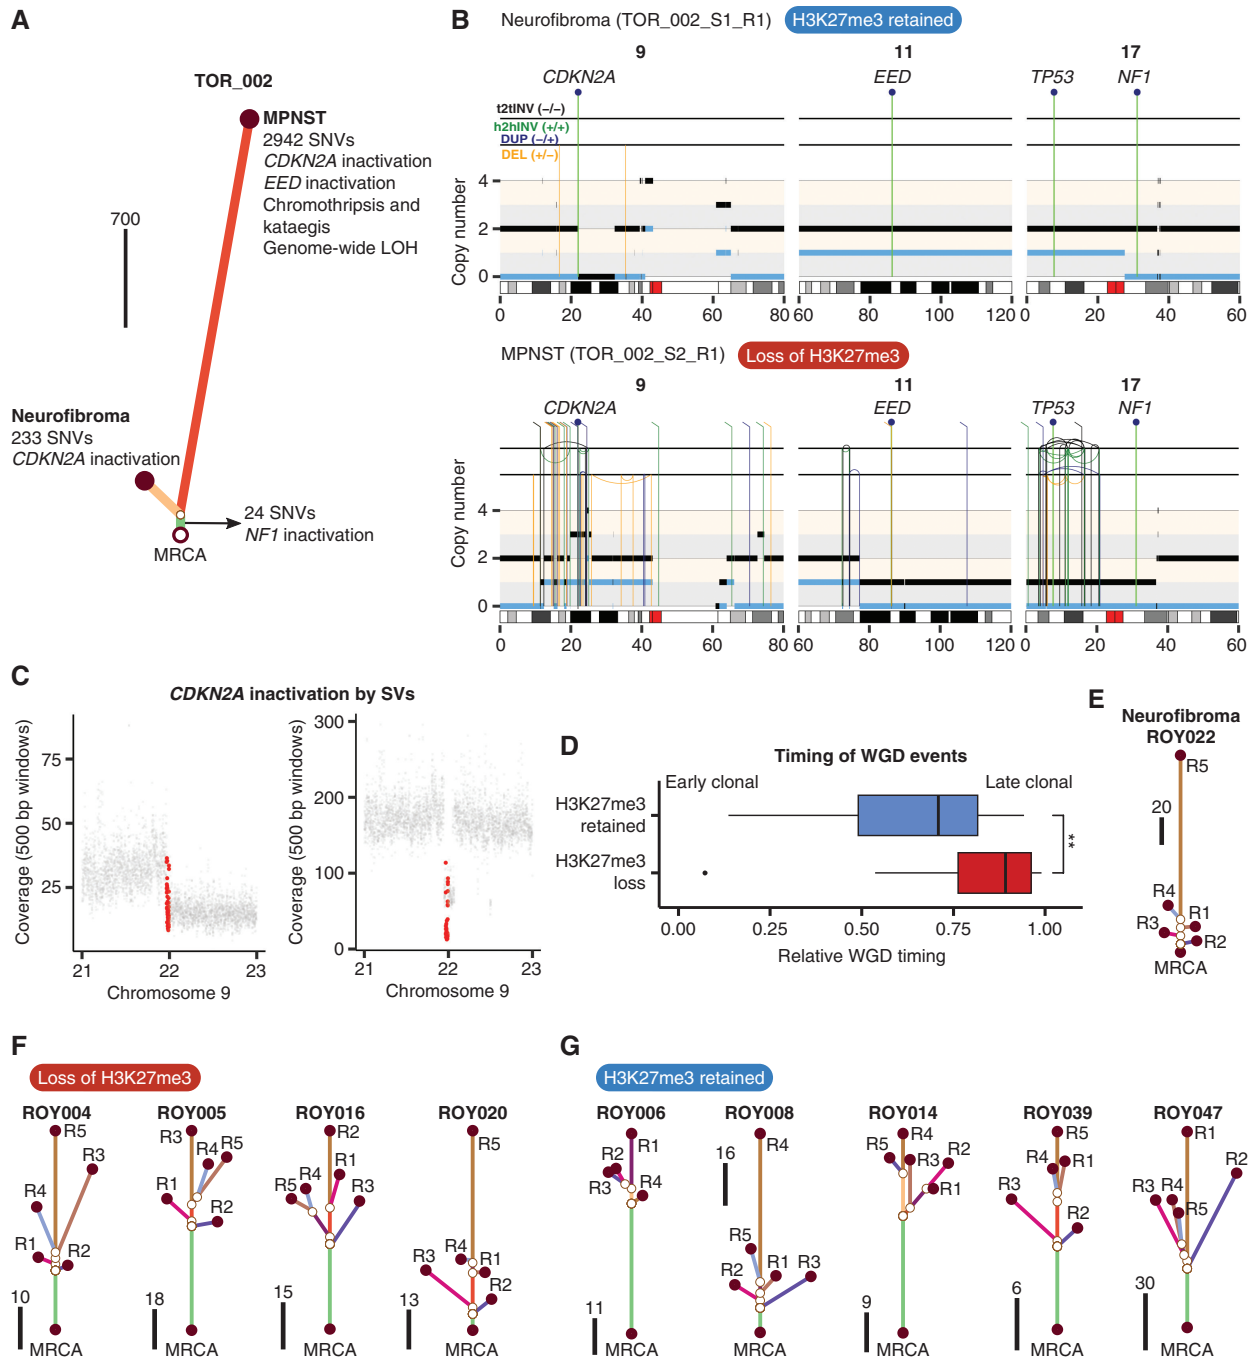 A
TOR_002
MPNST
2942 SNVs
CDKN2A inactivation
EED inactivation
Chromothripsis and
kataegis
Genome-wide LOH
700
Neurofibroma
233 SNVs
CDKN2A inactivation
24 SNVs
NF1 inactivation
MRCA
B
Neurofibroma (TOR_002_S1_R1) H3K27me3 retained
9 11 17
CDKN2A EED TP53 NF1
t2tINV (−/−)
h2hINV (+/+)
DUP (−/+)
DEL (+/−)
Copy number
4
2
0
0 20 40 60 80 60 80 100 120 0 20 40 60
MPNST (TOR_002_S2_R1) Loss of H3K27me3
9 11 17
CDKN2A EED TP53 NF1
Copy number
4
2
0
0 20 40 60 80 60 80 100 120 0 20 40 60
C
CDKN2A inactivation by SVs
Coverage (500 bp windows)
75
50
25
21 22 23
Chromosome 9
Coverage (500 bp windows)
300
200
100
0
21 22 23
Chromosome 9
D
Timing of WGD events
Early clonal Late clonal
H3K27me3
retained
H3K27me3
loss
**
0.00 0.25 0.50 0.75 1.00
Relative WGD timing
E
Neurofibroma
ROY022
R5
20
R4
R1
R3
R2
MRCA
F
Loss of H3K27me3
ROY004
R5
R3
R4
R1
R2
10
MRCA
ROY005
R3
R4
R5
R1
R2
18
MRCA
ROY016
R2
R4
R1
R5
R3
15
MRCA
ROY020
R5
R3
R4
R1
R2
13
MRCA
G
H3K27me3 retained
ROY006
R1
R2
R3
R4
11
MRCA
ROY008
R4
16
R5
R1
R2
R3
MRCA
ROY014
R4
R5
R3
R2
R1
9
MRCA
ROY039
R5
R4
R1
R3
R2
6
MRCA
ROY047
R1
R2
R3
R4
R5
30
MRCA